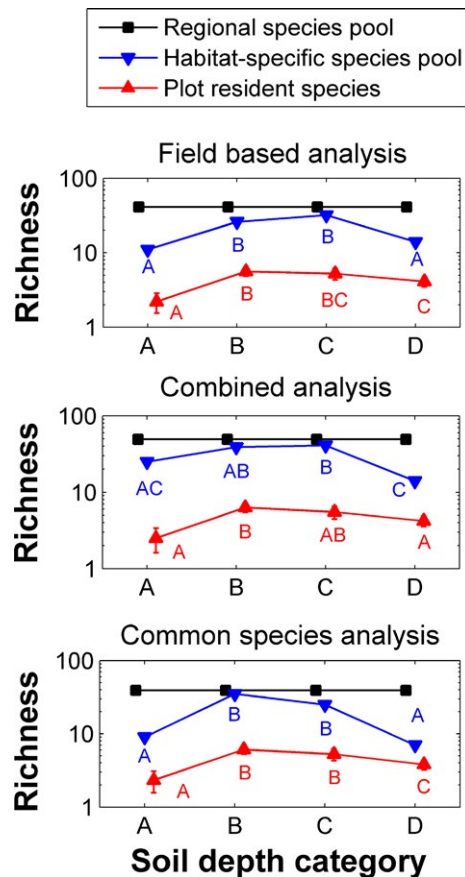 Regional species pool
Habitat-specific species pool
Plot resident species
Field based analysis
Richness
100
10
1
A
B
B
A
A
B
BC
C
A B C D
Combined analysis
Richness
100
10
1
AC
AB
B
C
A
B
AB
A
A B C D
Common species analysis
Richness
100
10
1
A
B
B
A
A
B
B
C
A B C D
Soil depth category